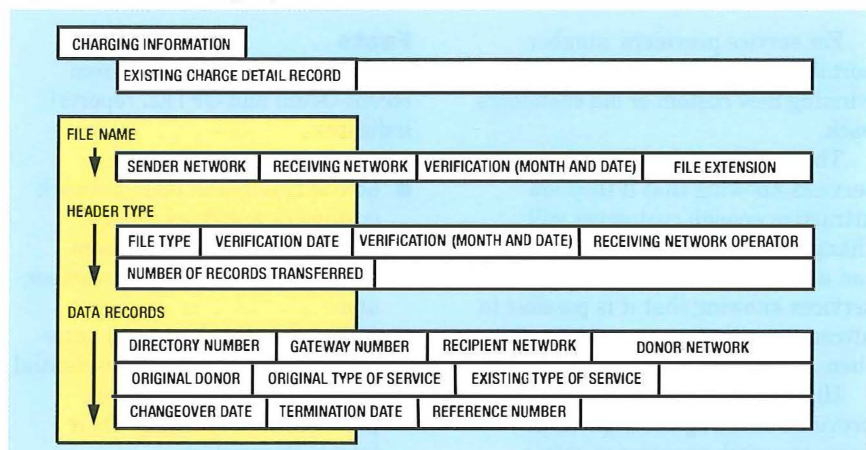 CHARGING INFORMATION
EXISTING CHARGE DETAIL RECORD
FILE NAME
SENDER NETWORK RECEIVING NETWORK VERIFICATION (MONTH AND DATE) FILE EXTENSION
HEADER TYPE
FILE TYPE VERIFICATION DATE VERIFICATION (MONTH AND DATE) RECEIVING NETWORK OPERATOR
NUMBER OF RECORDS TRANSFERRED
DATA RECORDS
DIRECTORY NUMBER GATEWAY NUMBER RECIPIENT NETWORK DONOR NETWORK
ORIGINAL DONOR ORIGINAL TYPE OF SERVICE EXISTING TYPE OF SERVICE
CHANGEOVER DATE TERMINATION DATE REFERENCE NUMBER